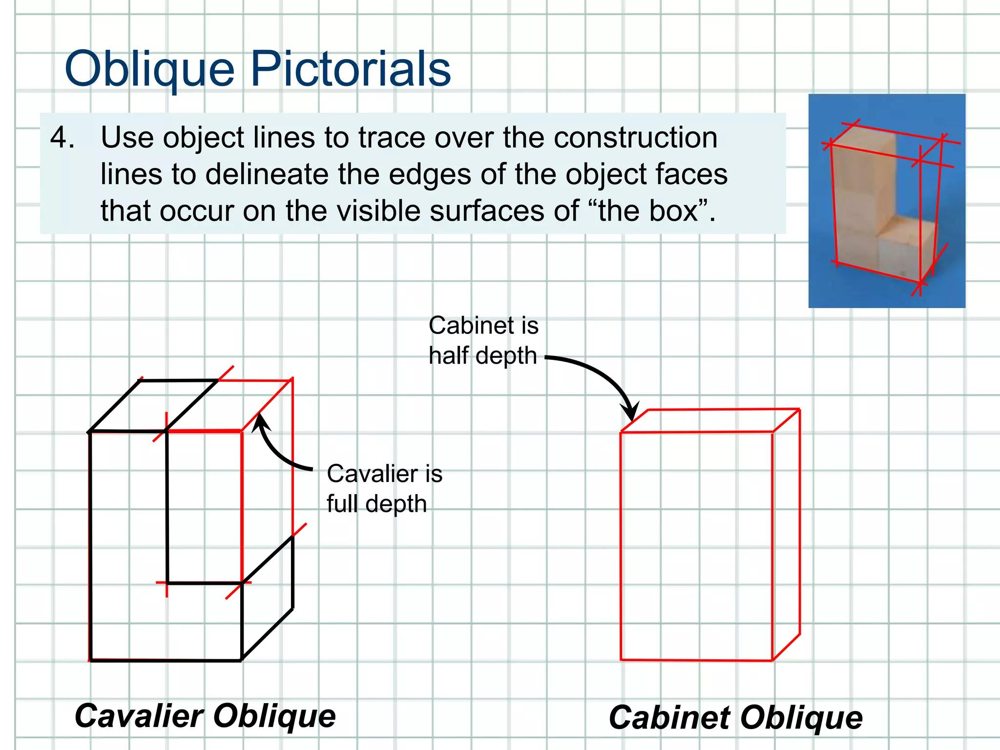 Oblique Pictorials
4. Use object lines to trace over the construction
lines to delineate the edges of the object faces
that occur on the visible surfaces of “the box”.
Cabinet is
half depth
Cavalier is
full depth
Cavalier Oblique
Cabinet Oblique